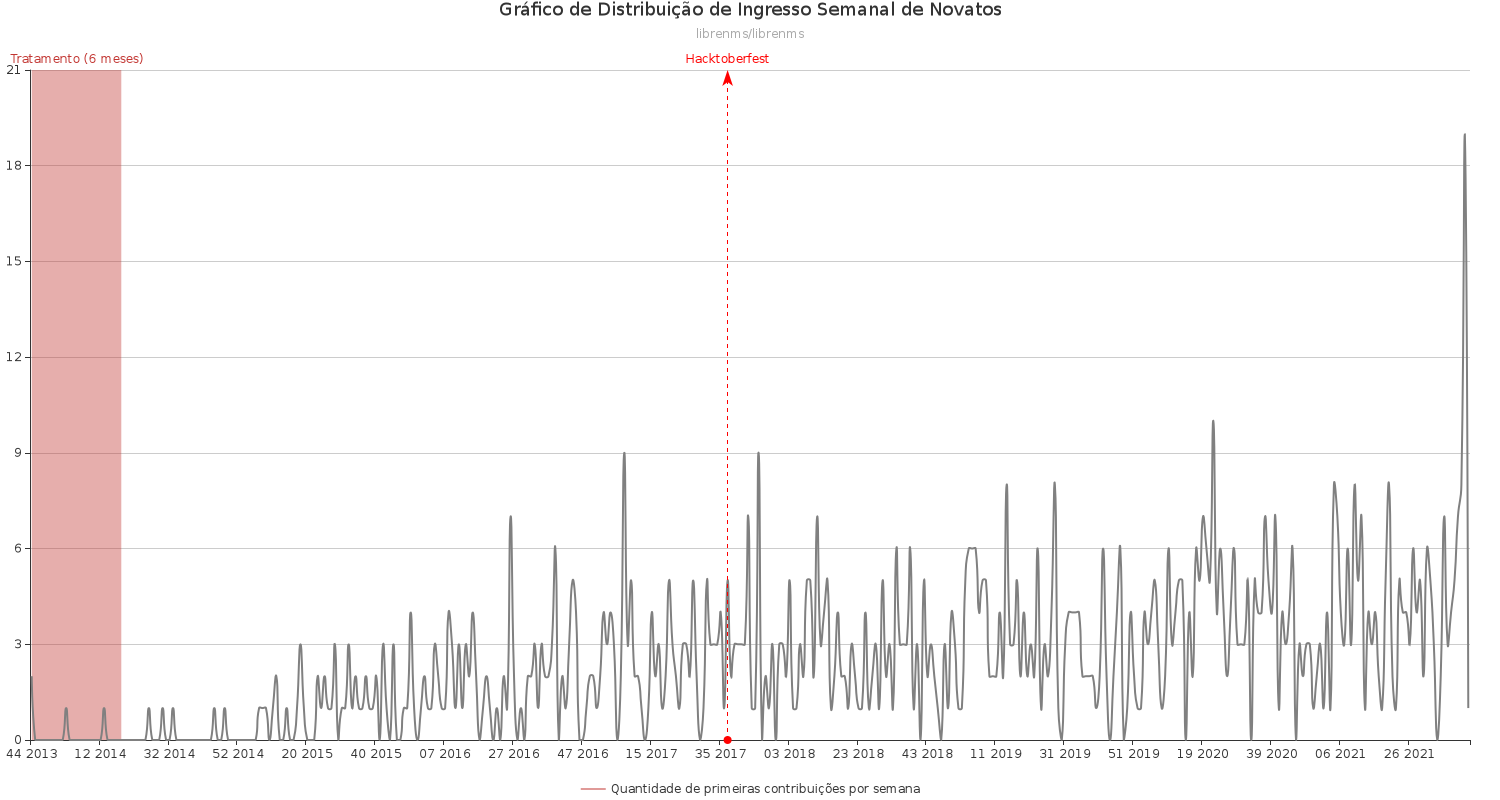 Gráfico de Distribuição de Ingresso Semanal de Novatos
librenms/librenms
Tratamento (6 meses)
Hacktoberfest
21
18
15
12
9
6
3
0
44 2013 12 2014 32 2014 52 2014 20 2015 40 2015 07 2016 27 2016 47 2016 15 2017 35 2017 03 2018 23 2018 43 2018 11 2019 31 2019 51 2019 19 2020 39 2020 06 2021 26 2021
Quantidade de primeiras contribuições por semana